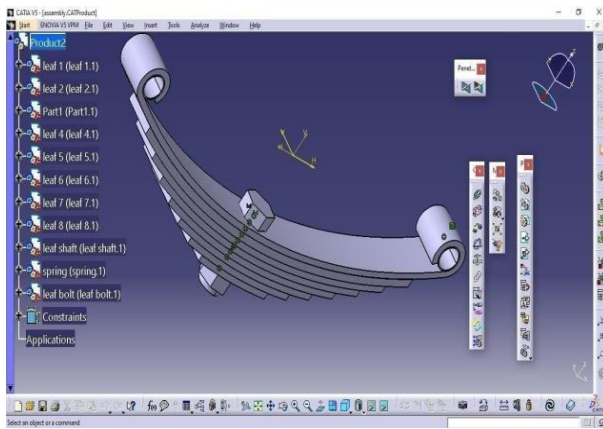 CATIA V5 - [assembly.CATProduct]
Start ENOVIA V5 VPM File Edit View Insert Tools Analyze Window Help
Product2
leaf 1 (leaf 1.1)
leaf 2 (leaf 2.1)
Part1 (Part1.1)
leaf 4 (leaf 4.1)
leaf 5 (leaf 5.1)
leaf 6 (leaf 6.1)
leaf 7 (leaf 7.1)
leaf 8 (leaf 8.1)
leaf shaft (leaf shaft.1)
spring (spring.1)
leaf bolt (leaf bolt.1)
Constraints
Applications
Penet...
Select an object or a command